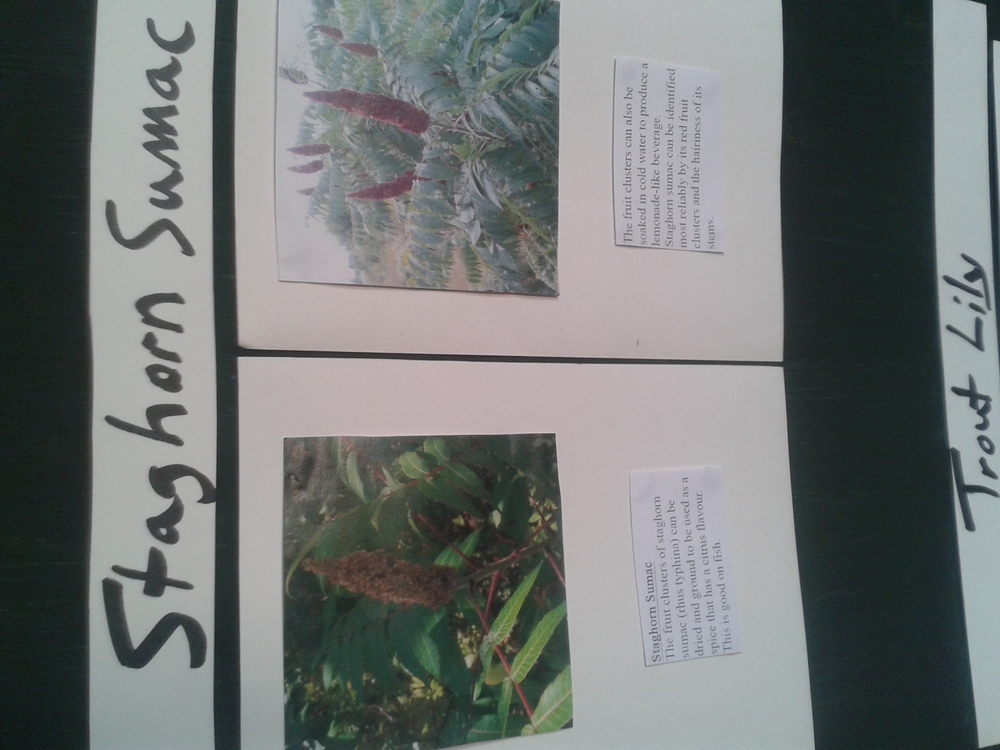 Staghorn Sumac
Staghorn Sumac
The fruit clusters of staghorn
sumac (rhus typhina) can be
dried and ground to be used as a
spice that has a citrus flavour.
This is good on fish.
The fruit clusters can also be
soaked in cold water to produce a
lemonade-like beverage.
Staghorn sumac can be identified
most reliably by its red fruit
clusters and the hairiness of its
stems.
Trout Lily